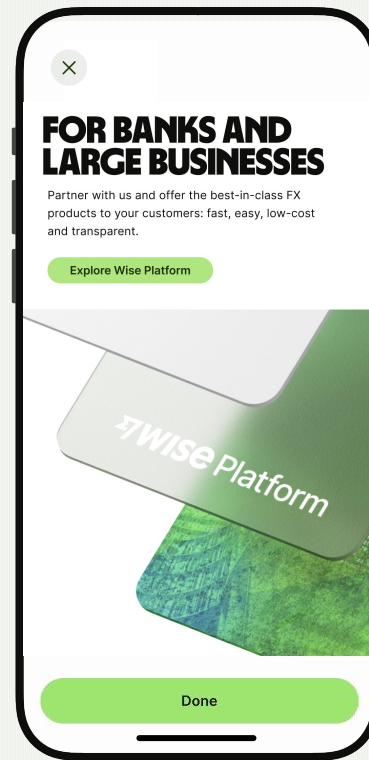 FOR BANKS AND
LARGE BUSINESSES
Partner with us and offer the best-in-class FX
products to your customers: fast, easy, low-cost
and transparent.
Explore Wise Platform
wise Platform
Done